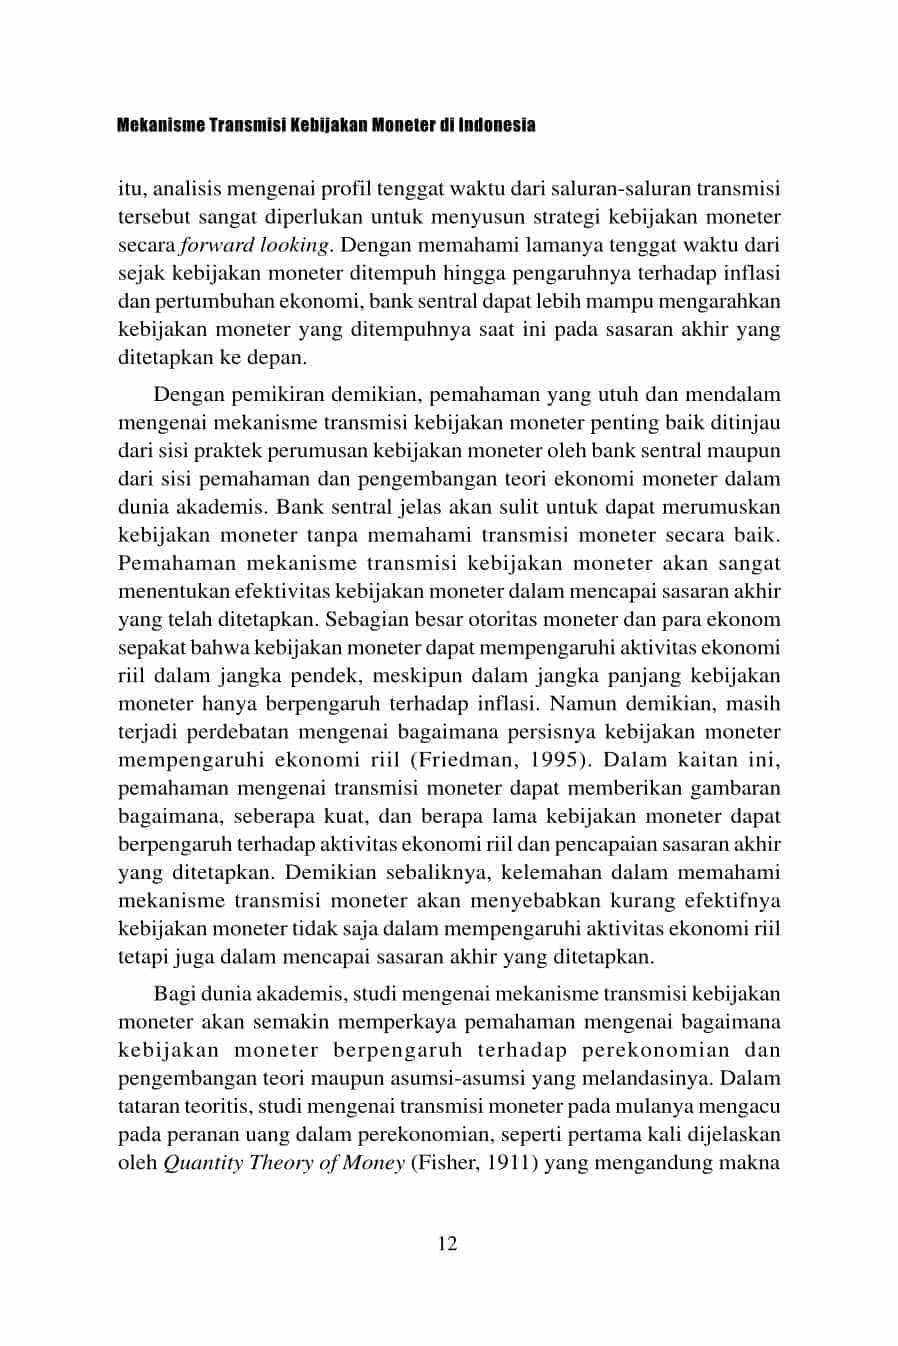 Mekanisme Transmisi Kebijakan Moneter di Indonesia
itu, analisis mengenai profil tenggat waktu dari saluran-saluran transmisi
tersebut sangat diperlukan untuk menyusun strategi kebijakan moneter
secara forward looking. Dengan memahami lamanya tenggat waktu dari
sejak kebijakan moneter ditempuh hingga pengaruhnya terhadap inflasi
dan pertumbuhan ekonomi, bank sentral dapat lebih mampu mengarahkan
kebijakan moneter yang ditempuhnya saat ini pada sasaran akhir yang
ditetapkan ke depan.
Dengan pemikiran demikian, pemahaman yang utuh dan mendalam
mengenai mekanisme transmisi kebijakan moneter penting baik ditinjau
dari sisi praktek perumusan kebijakan moneter oleh bank sentral maupun
dari sisi pemahaman dan pengembangan teori ekonomi moneter dalam
dunia akademis. Bank sentral jelas akan sulit untuk dapat merumuskan
kebijakan moneter tanpa memahami transmisi moneter secara baik.
Pemahaman mekanisme transmisi kebijakan moneter akan sangat
menentukan efektivitas kebijakan moneter dalam mencapai sasaran akhir
yang telah ditetapkan. Sebagian besar otoritas moneter dan para ekonom
sepakat bahwa kebijakan moneter dapat mempengaruhi aktivitas ekonomi
riil dalam jangka pendek, meskipun dalam jangka panjang kebijakan
moneter hanya berpengaruh terhadap inflasi. Namun demikian, masih
terjadi perdebatan mengenai bagaimana persisnya kebijakan moneter
mempengaruhi ekonomi riil (Friedman, 1995). Dalam kaitan ini,
pemahaman mengenai transmisi moneter dapat memberikan gambaran
bagaimana, seberapa kuat, dan berapa lama kebijakan moneter dapat
berpengaruh terhadap aktivitas ekonomi riil dan pencapaian sasaran akhir
yang ditetapkan. Demikian sebaliknya, kelemahan dalam memahami
mekanisme transmisi moneter akan menyebabkan kurang efektifnya
kebijakan moneter tidak saja dalam mempengaruhi aktivitas ekonomi riil
tetapi juga dalam mencapai sasaran akhir yang ditetapkan.
Bagi dunia akademis, studi mengenai mekanisme transmisi kebijakan
moneter akan semakin memperkaya pemahaman mengenai bagaimana
kebijakan moneter berpengaruh terhadap perekonomian dan
pengembangan teori maupun asumsi-asumsi yang melandasinya. Dalam
tataran teoritis, studi mengenai transmisi moneter pada mulanya mengacu
pada peranan uang dalam perekonomian, seperti pertama kali dijelaskan
oleh Quantity Theory of Money (Fisher, 1911) yang mengandung makna
12